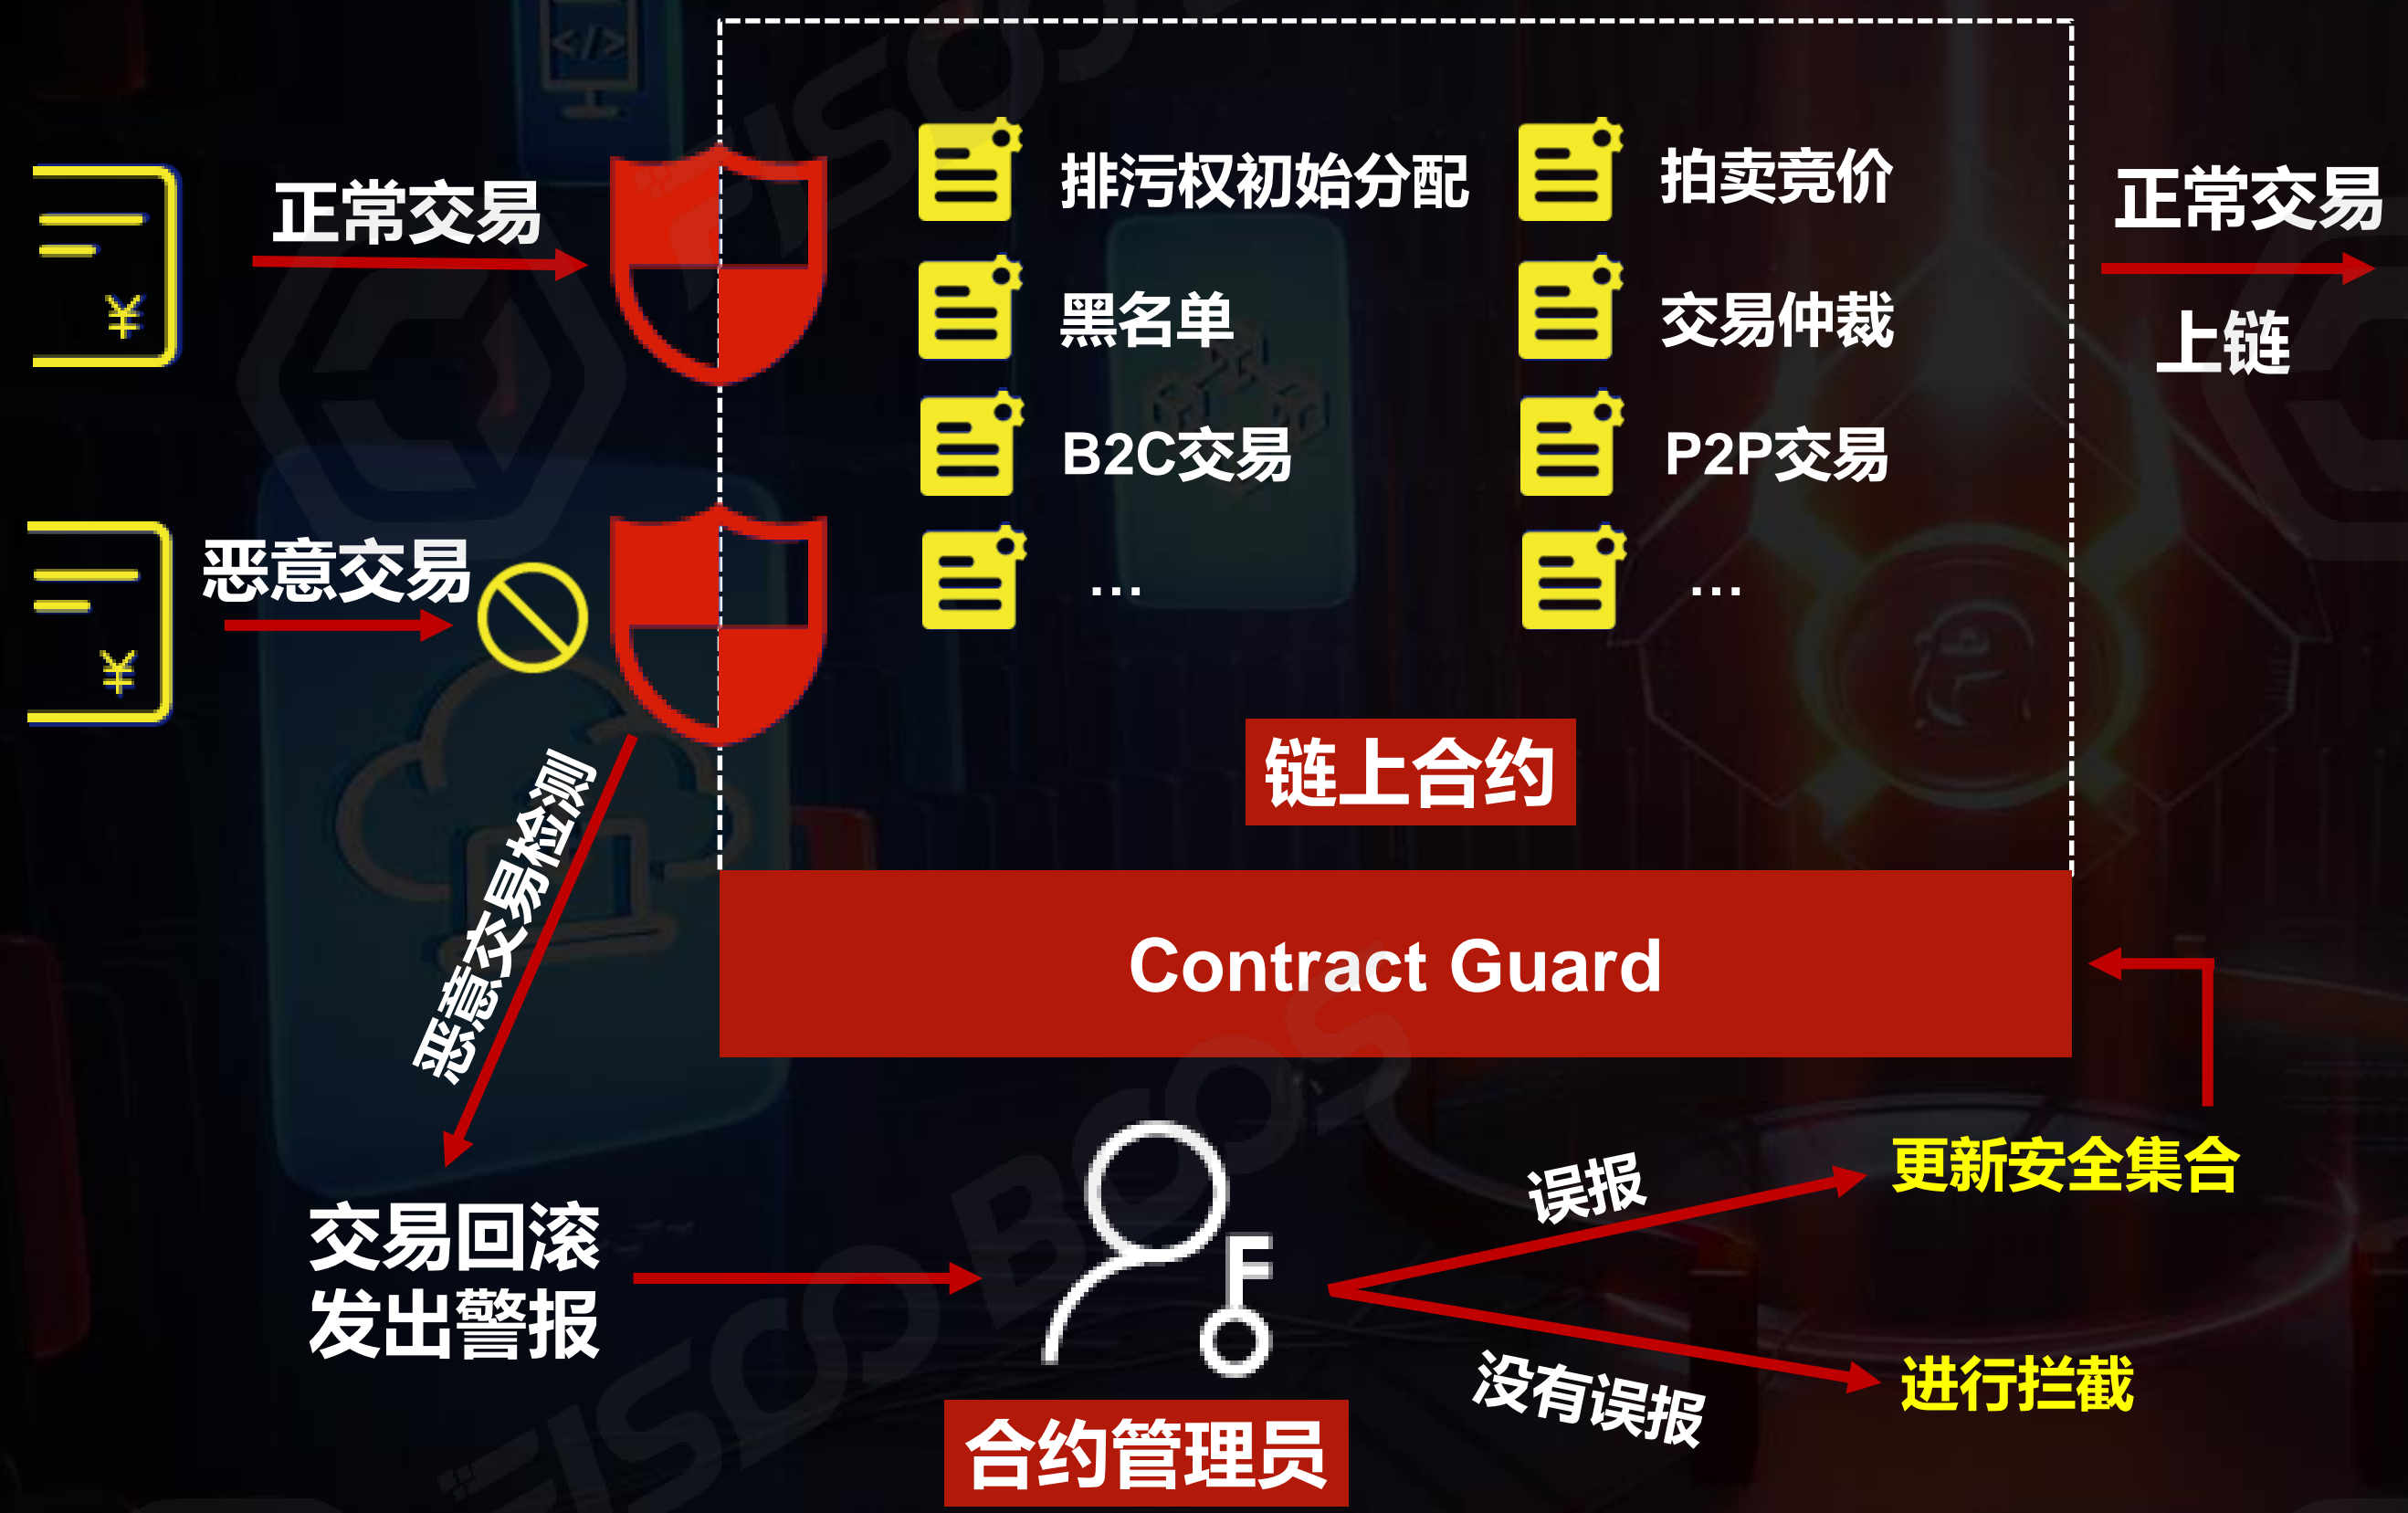 正常交易
恶意交易
排污权初始分配
拍卖竞价
黑名单
交易仲裁
B2C交易
P2P交易
…
…
链上合约
正常交易
上链
Contract Guard
恶意交易检测
交易回滚
发出警报
合约管理员
误报
没有误报
更新安全集合
进行拦截
¥
¥
</>
FISCO BCOS
FISCO BCOS